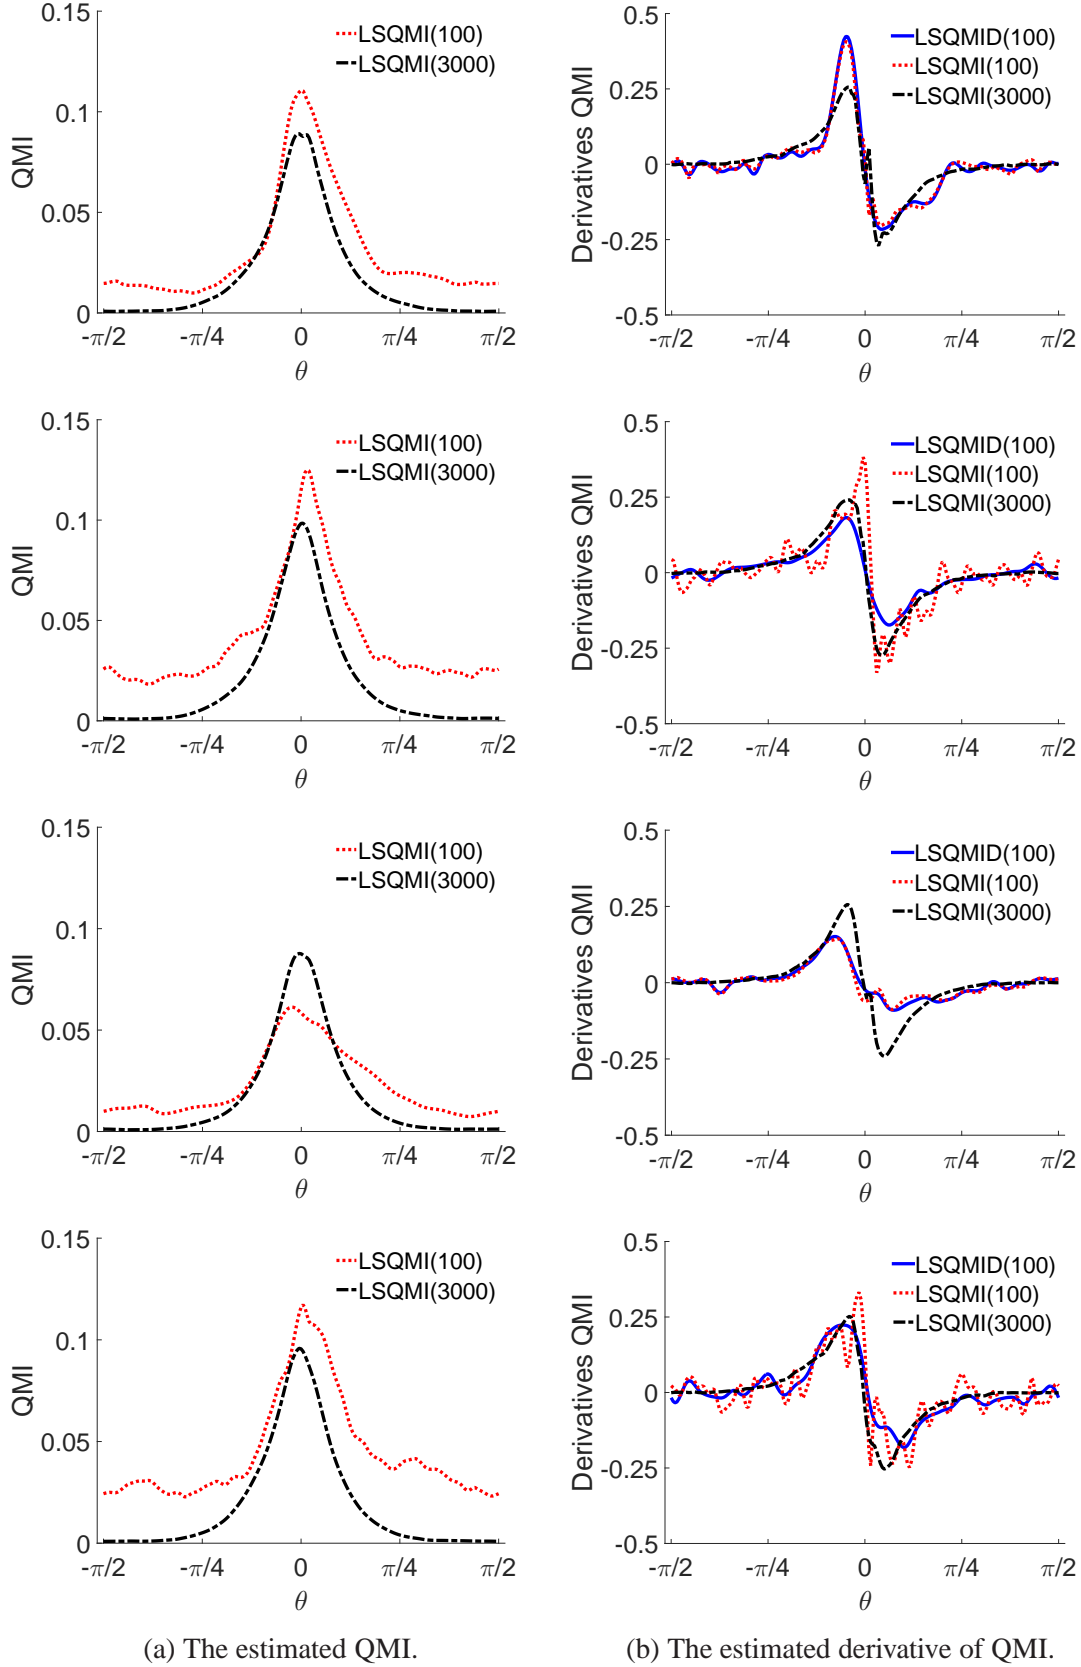 0.15
0.1
0.05
0
QMI
LSQMI(100)
LSQMI(3000)
-π/2 -π/4 0 π/4 π/2
θ
0.5
0.25
0
-0.25
-0.5
Derivatives QMI
LSQMID(100)
LSQMI(100)
LSQMI(3000)
-π/2 -π/4 0 π/4 π/2
θ
0.15
0.1
0.05
0
QMI
LSQMI(100)
LSQMI(3000)
-π/2 -π/4 0 π/4 π/2
θ
0.5
0.25
0
-0.25
-0.5
Derivatives QMI
LSQMID(100)
LSQMI(100)
LSQMI(3000)
-π/2 -π/4 0 π/4 π/2
θ
0.15
0.1
0.05
0
QMI
LSQMI(100)
LSQMI(3000)
-π/2 -π/4 0 π/4 π/2
θ
0.5
0.25
0
-0.25
-0.5
Derivatives QMI
LSQMID(100)
LSQMI(100)
LSQMI(3000)
-π/2 -π/4 0 π/4 π/2
θ
0.15
0.1
0.05
0
QMI
LSQMI(100)
LSQMI(3000)
-π/2 -π/4 0 π/4 π/2
θ
0.5
0.25
0
-0.25
-0.5
Derivatives QMI
LSQMID(100)
LSQMI(100)
LSQMI(3000)
-π/2 -π/4 0 π/4 π/2
θ
(a) The estimated QMI.
(b) The estimated derivative of QMI.